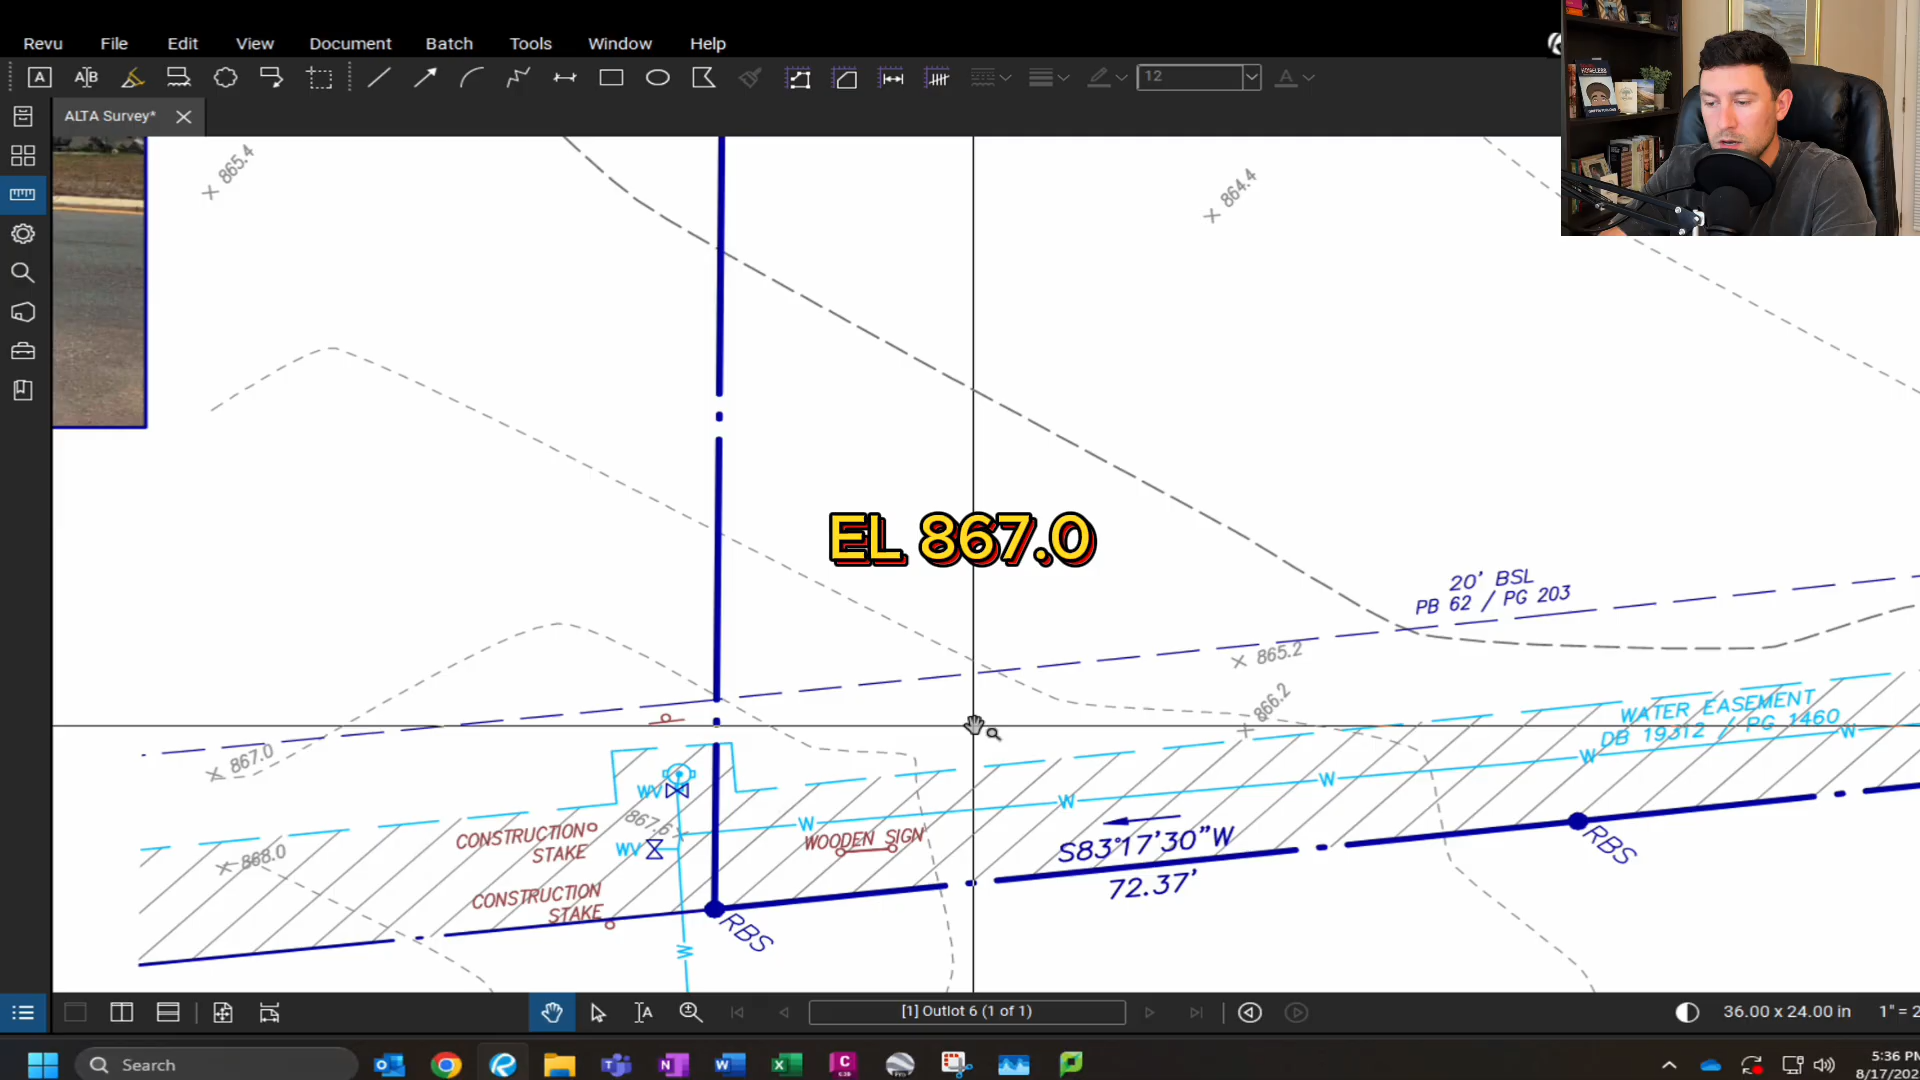 Revu File Edit View Document Batch Tools Window Help
12
ALTA Survey*
865.4
864.4
EL 867.0
20' BSL
PB 62 / PG 203
865.2
866.2
WATER EASEMENT
DB 19312 / PG 1460
W
W
W
W
W
867.0
WV
867.6
WV
868.0
CONSTRUCTION
STAKE
WOODEN SIGN
S83°17'30"W
72.37'
RBS
CONSTRUCTION
STAKE
RBS
W
[1] Outlot 6 (1 of 1)
36.00 x 24.00 in
Search
5:36 PM